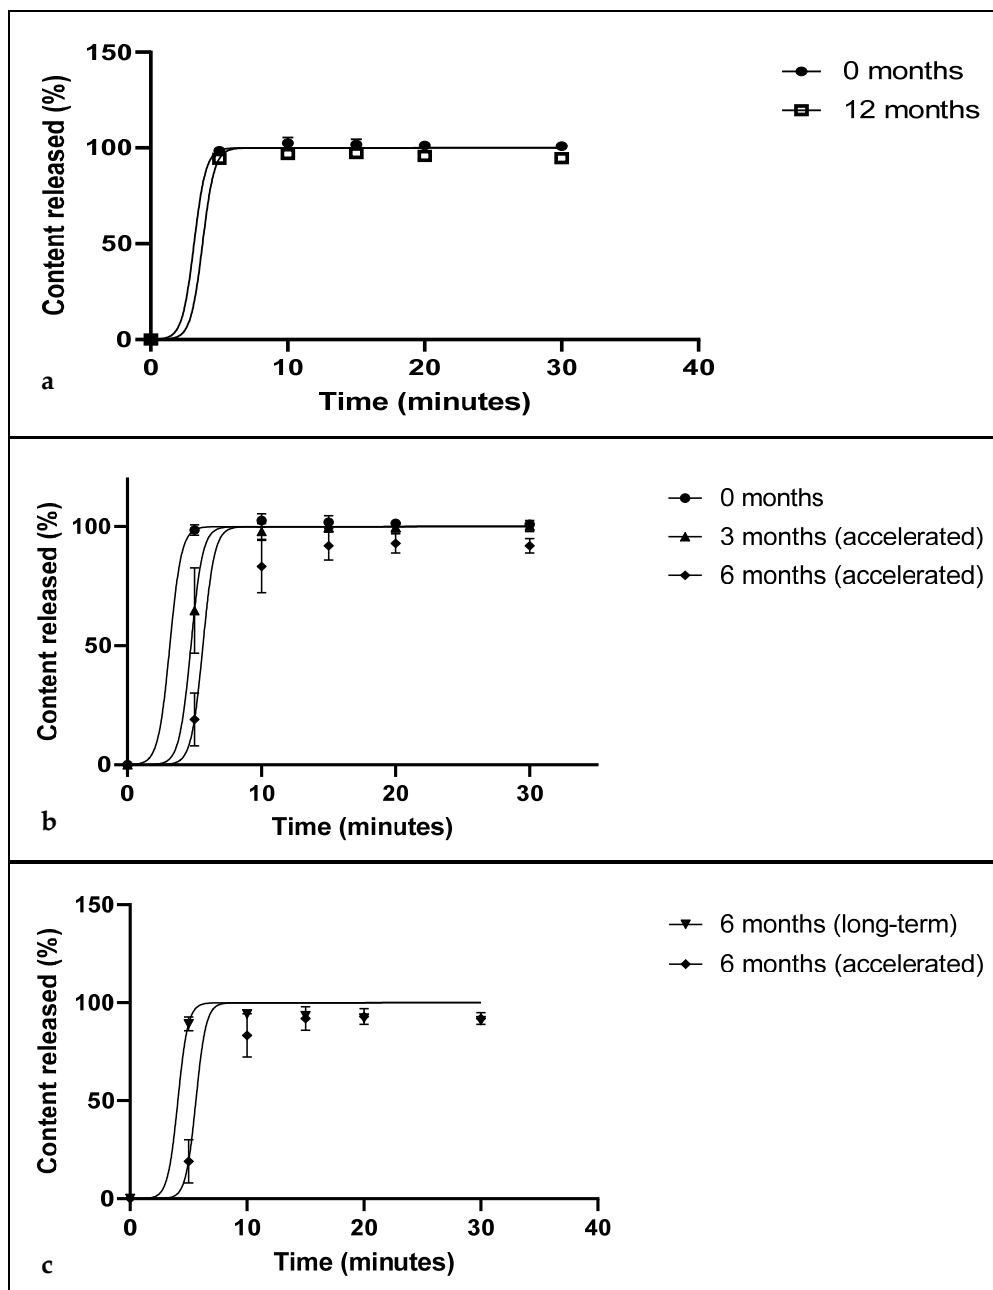 150
100
50
0
Content released (%)
0 10 20 30 40
Time (minutes)
0 months
12 months
a
100
50
0
Content released (%)
0 10 20 30
Time (minutes)
0 months
3 months (accelerated)
6 months (accelerated)
b
150
100
50
0
Content released (%)
0 10 20 30 40
Time (minutes)
6 months (long-term)
6 months (accelerated)
c